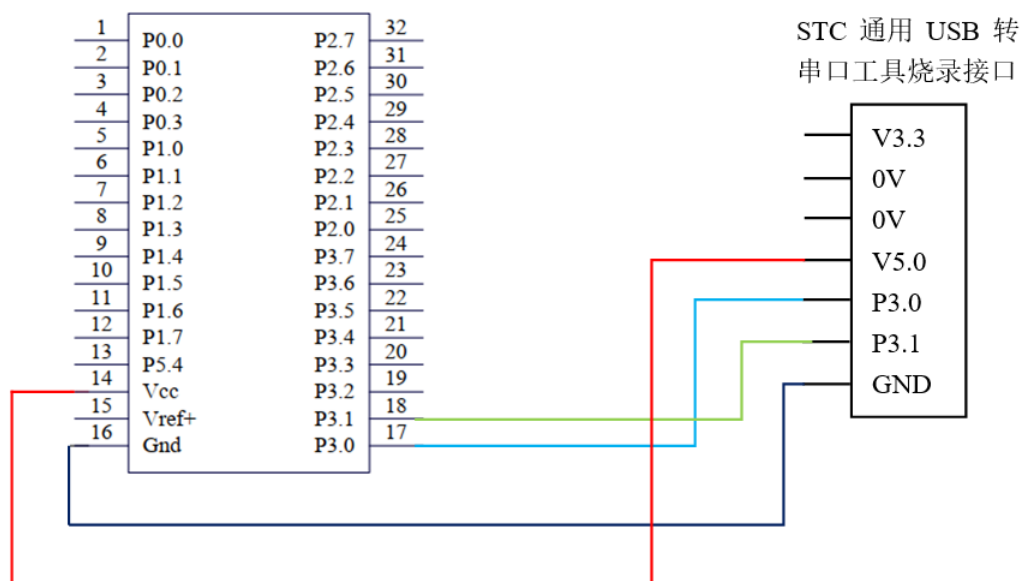 STC 通用 USB 转
串口工具烧录接口
1 P0.0 P2.7 32
2 P0.1 P2.6 31
3 P0.2 P2.5 30
4 P0.3 P2.4 29
5 P1.0 P2.3 28
6 P1.1 P2.2 27
7 P1.2 P2.1 26
8 P1.3 P2.0 25
9 P1.4 P3.7 24
10 P1.5 P3.6 23
11 P1.6 P3.5 22
12 P1.7 P3.4 21
13 P5.4 P3.3 20
14 Vcc P3.2 19
15 Vref+ P3.1 18
16 Gnd P3.0 17
V3.3
0V
0V
V5.0
P3.0
P3.1
GND